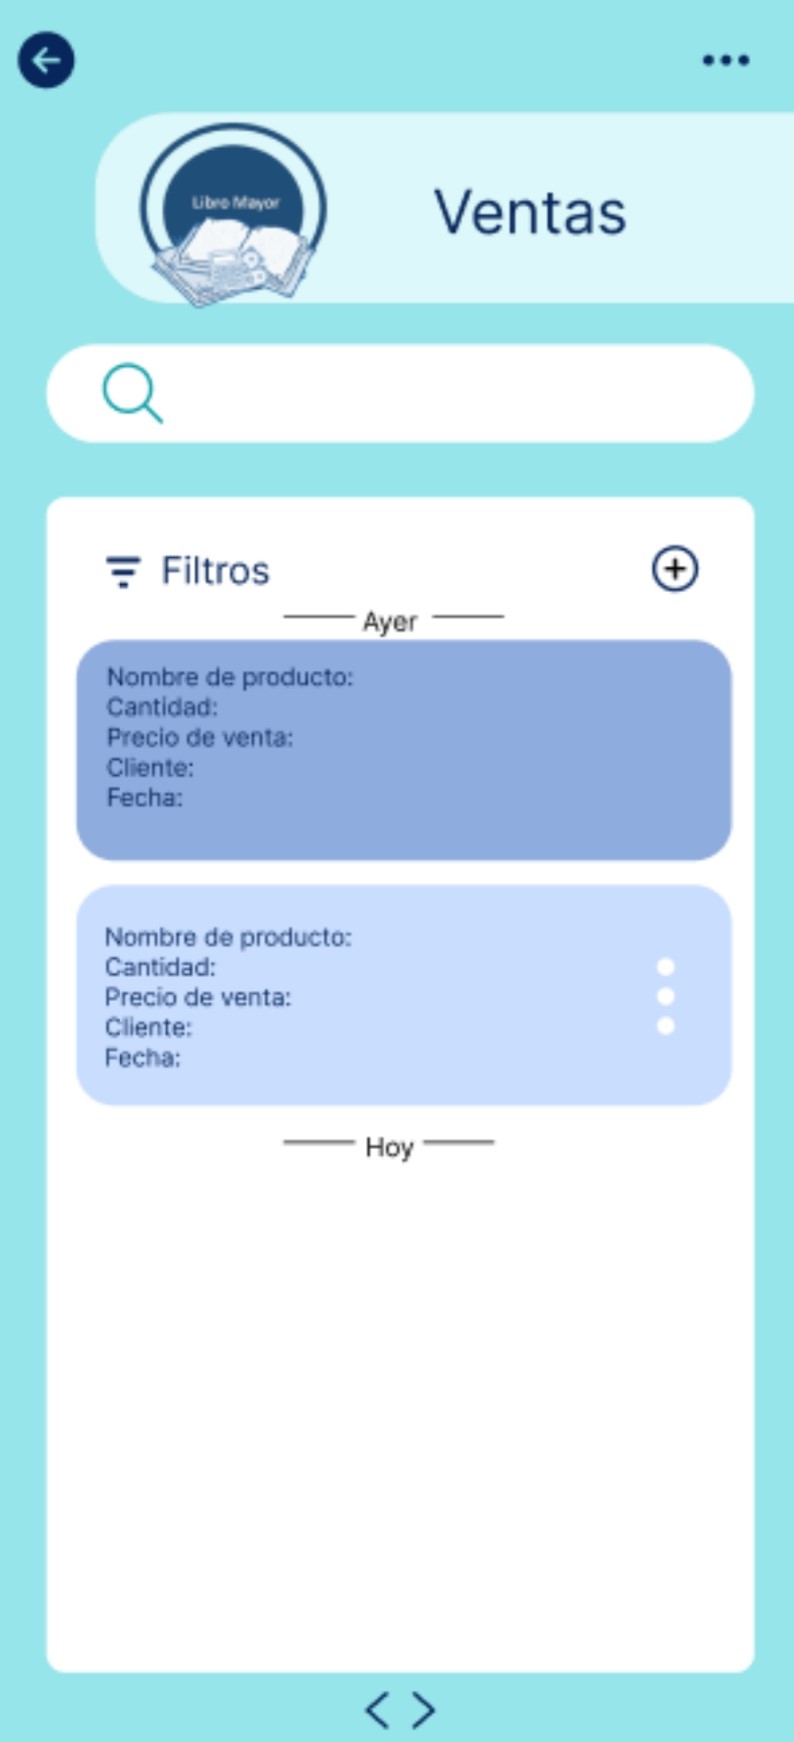 Libro Mayor
Ventas
Filtros
Ayer
Nombre de producto:
Cantidad:
Precio de venta:
Cliente:
Fecha:
Nombre de producto:
Cantidad:
Precio de venta:
Cliente:
Fecha:
Hoy